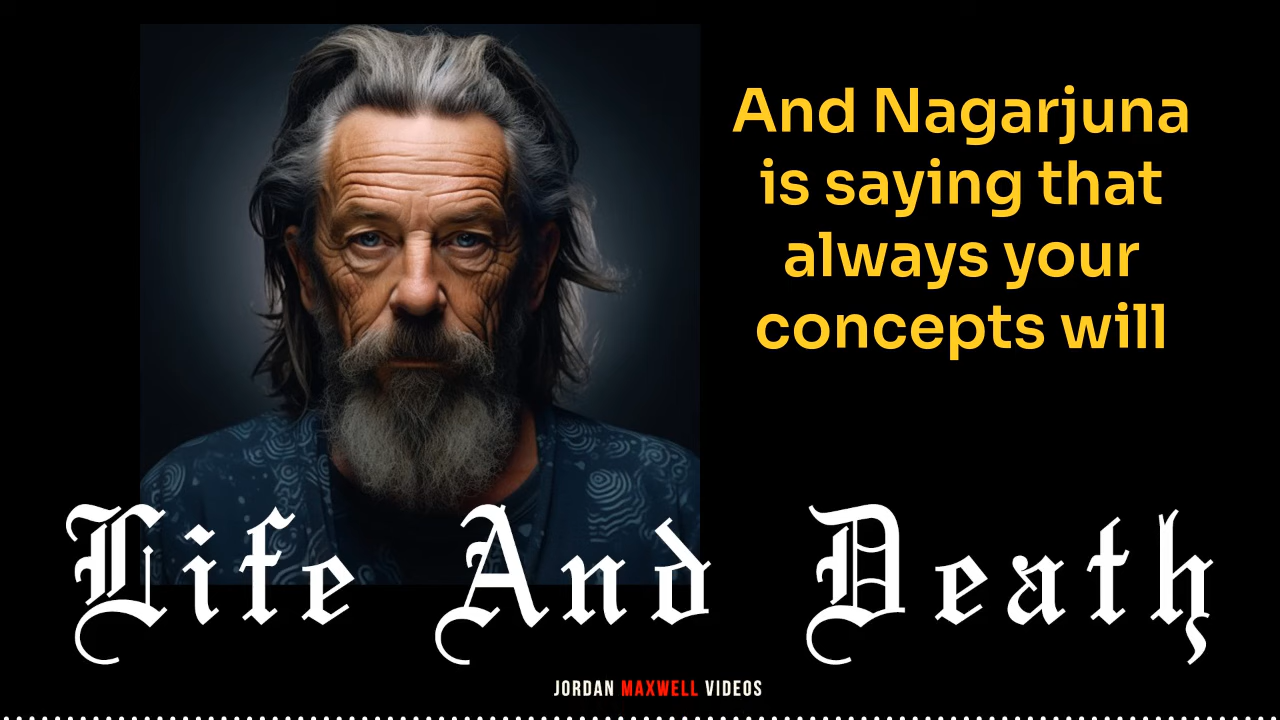 And Nagarjuna
is saying that
always your
concepts will
Life And Death
JORDAN MAXWELL VIDEOS